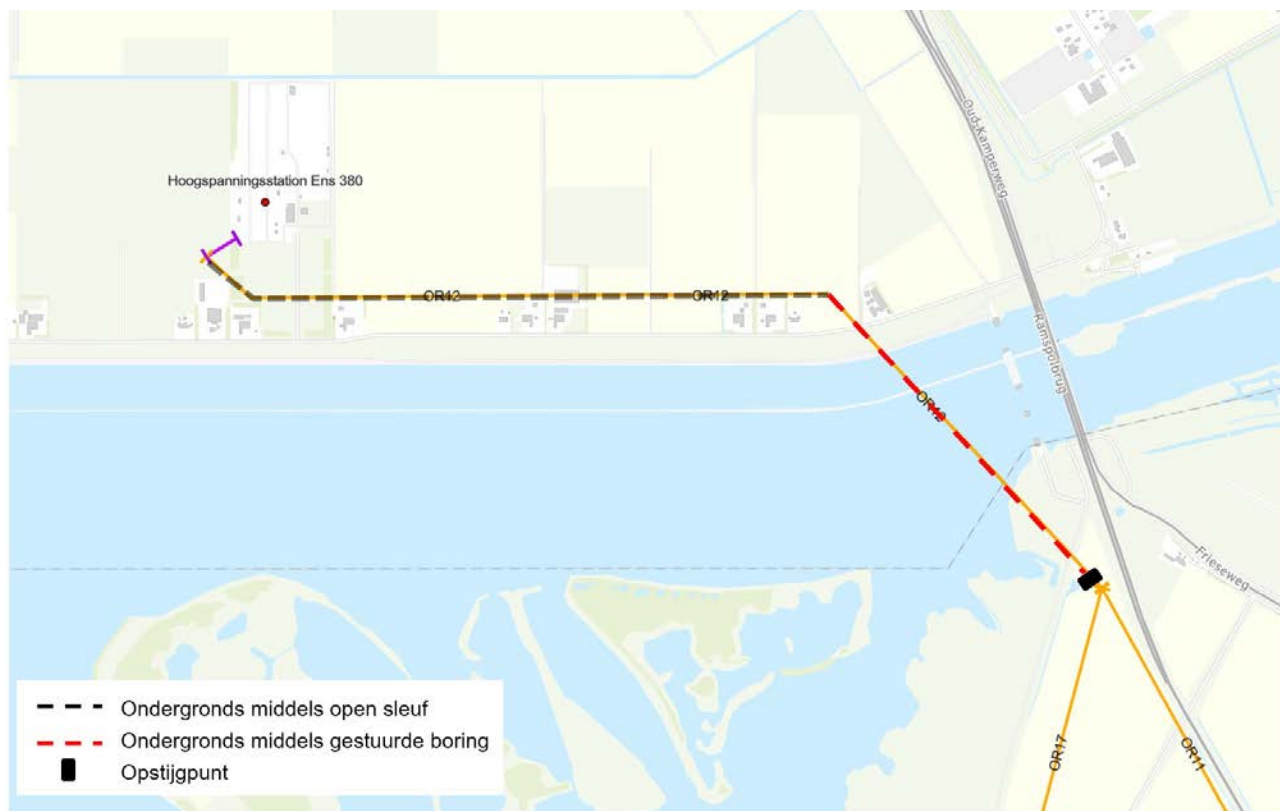 Oud-Kamperweg
Hoogspanningsstation Ens 380
OR12
OR12
Ramspolbrug
OR12
Frieseweg
OR17
OR11
Ondergronds middels open sleuf
Ondergronds middels gestuurde boring
Opstijgpunt